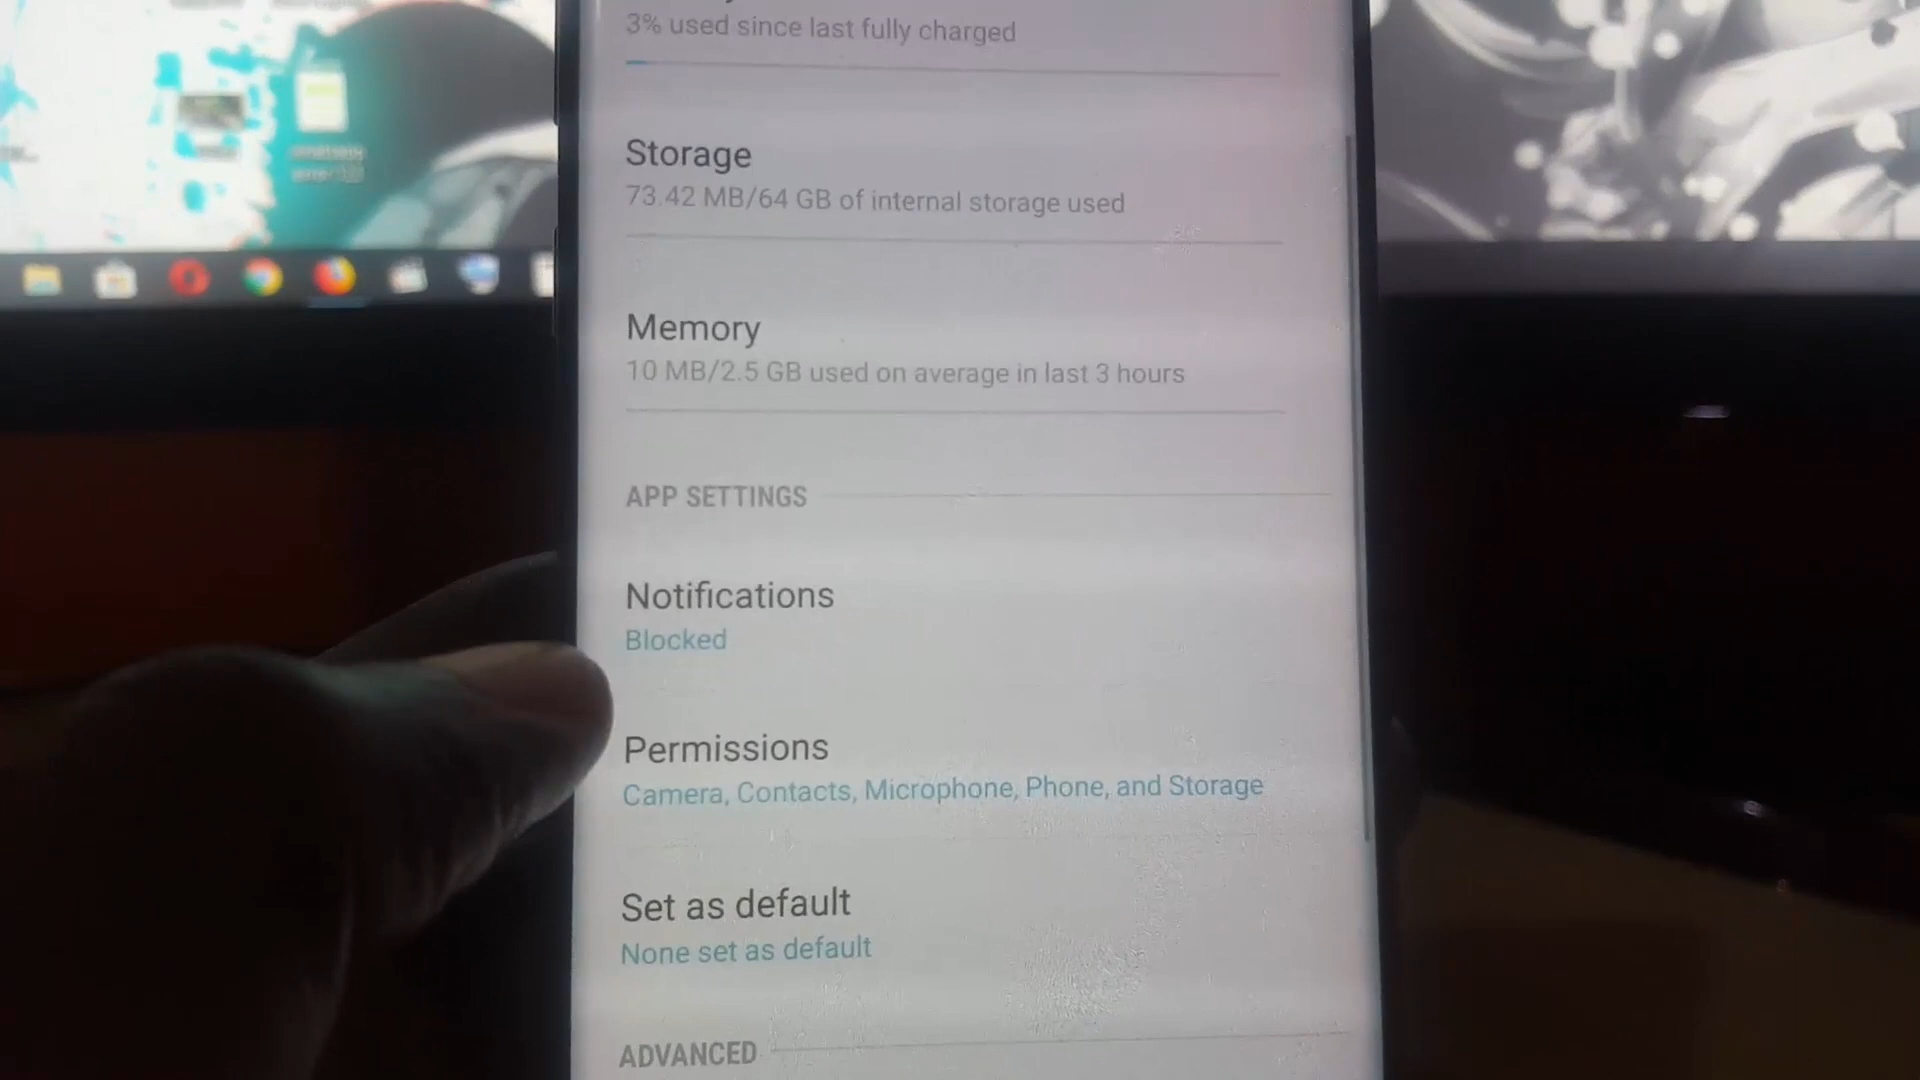 3% used since last fully charged
Storage
73.42 MB/64 GB of internal storage used
Memory
10 MB/2.5 GB used on average in last 3 hours
APP SETTINGS
Notifications
Blocked
Permissions
Camera, Contacts, Microphone, Phone, and Storage
Set as default
None set as default
ADVANCED